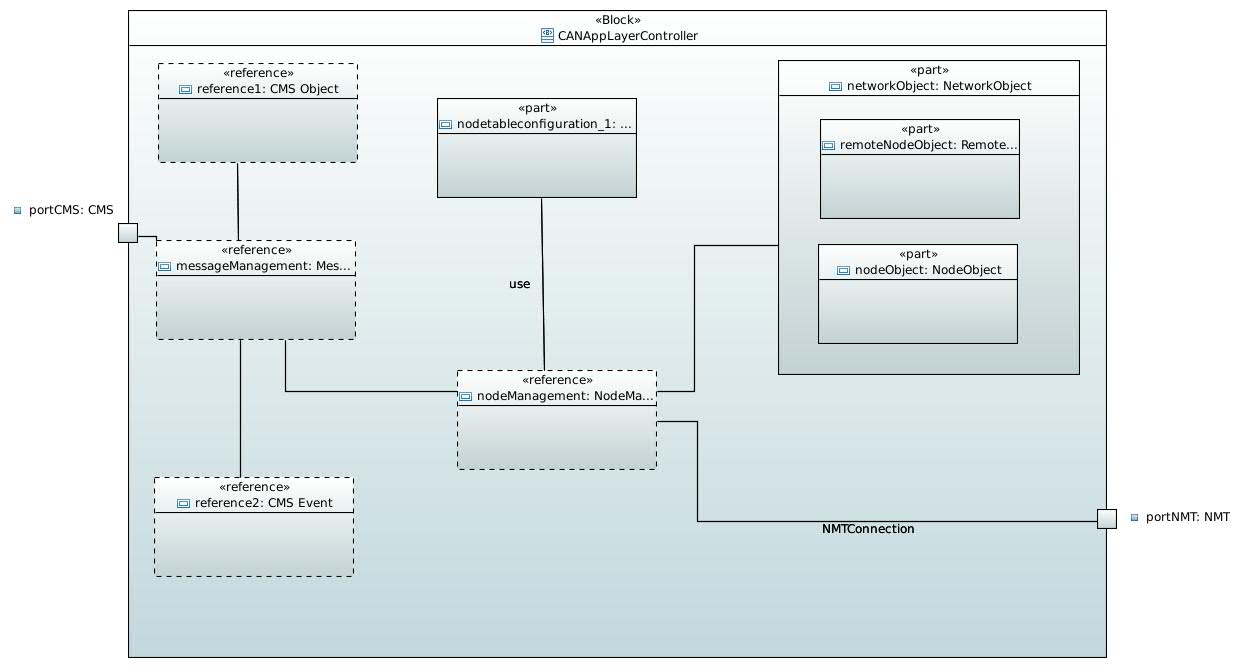 «Block»
CANAppLayerController
«reference»
reference1: CMS Object
«part»
nodetableconfiguration_1: ...
«part»
networkObject: NetworkObject
«part»
remoteNodeObject: Remote...
«part»
nodeObject: NodeObject
portCMS: CMS
«reference»
messageManagement: Mes...
use
«reference»
nodeManagement: NodeMa...
«reference»
reference2: CMS Event
NMTConnection
portNMT: NMT